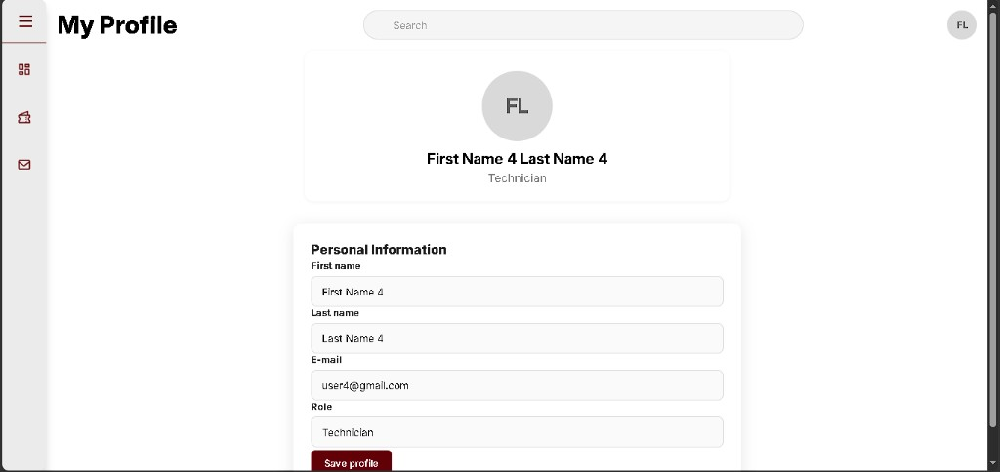 My Profile
Search
FL
FL
First Name 4 Last Name 4
Technician
Personal Information
First name
First Name 4
Last name
Last Name 4
E-mail
user4@gmail.com
Role
Technician
Save profile